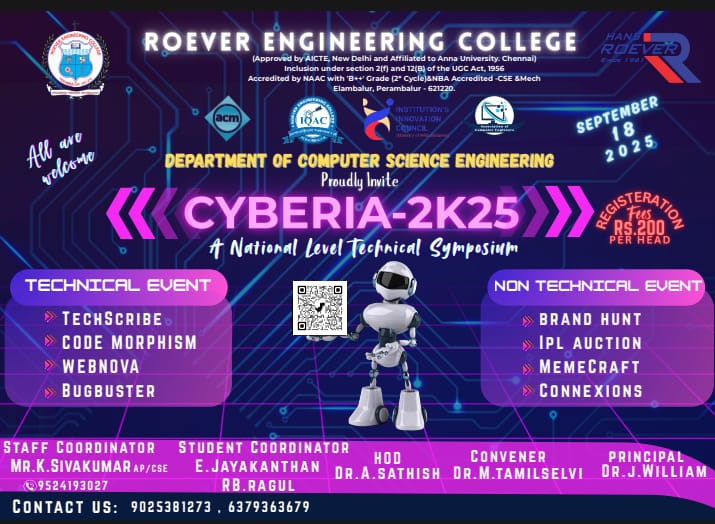 ROEVER ENGINEERING COLLEGE
(Approved by AICTE, New Delhi and Affiliated to Anna University. Chennai)
Inclusion under section 2(f) and 12(B) of the UGC Act, 1956
Accredited by NAAC with 'B++' Grade (2ⁿ Cycle)&NBA Accredited -CSE &Mech
Elambalur, Perambalur - 621220.
HANS
ROEVER
Since 1981
acm
IQAC
INSTITUTION'S
INNOVATION
COUNCIL
SEPTEMBER
18
2025
All are
welcome
DEPARTMENT OF COMPUTER SCIENCE ENGINEERING
Proudly Invite
CYBERIA-2K25
A National Level Technical Symposium
REGISTERATION
Fees
RS.200
PER HEAD
TECHNICAL EVENT
TECHSCRIBE
CODE MORPHISM
WEBNOVA
BUGBUSTER
NON TECHNICAL EVENT
BRAND HUNT
IPL AUCTION
MEMECRAFT
CONNEXIONS
STAFF COORDINATOR
MR.K.SIVAKUMAR AP/CSE
9524193027
STUDENT COORDINATOR
E.JAYAKANTHAN
RB.RAGUL
HOD
DR.A.SATHISH
CONVENER
DR.M.TAMILSELVI
PRINCIPAL
DR.J.WILLIAM
CONTACT US: 9025381273 , 6379363679